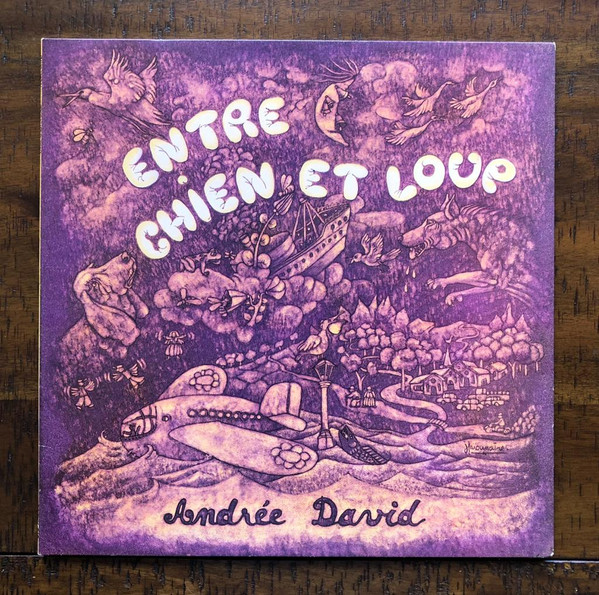 ENTRE
CHIEN ET LOUP
Andrée David